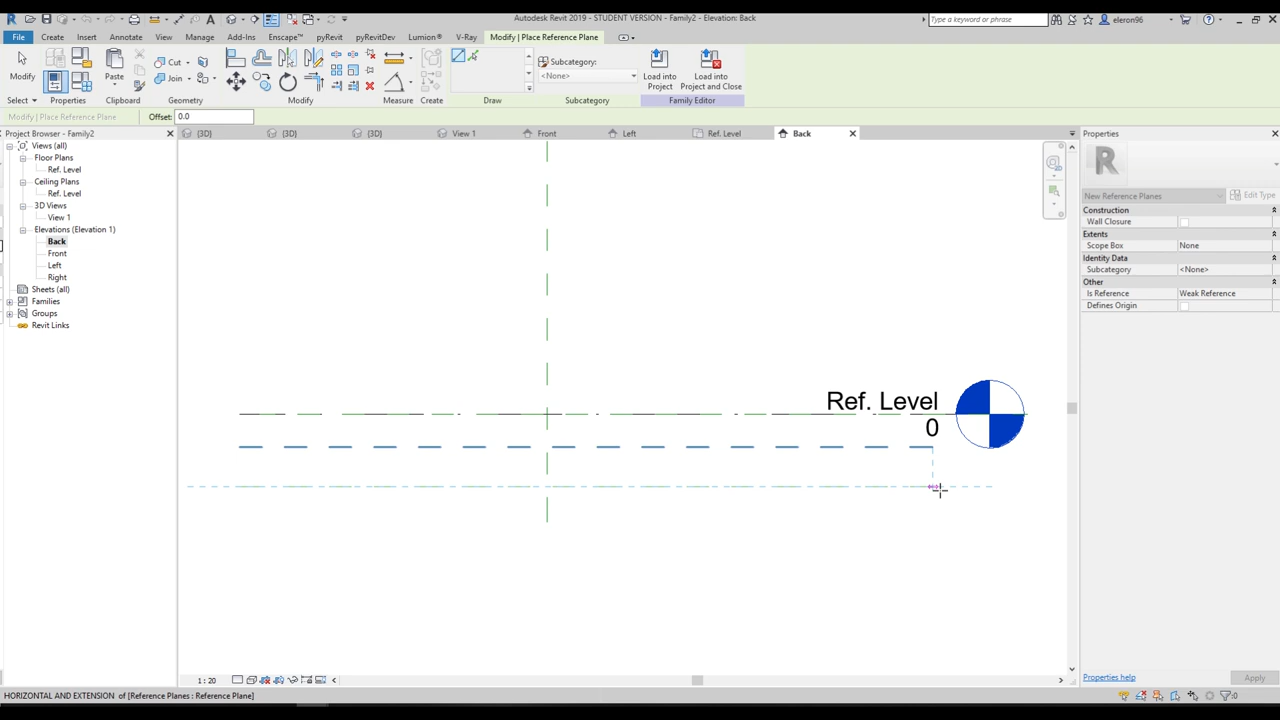 Autodesk Revit 2019 - STUDENT VERSION - Family2 - Elevation: Back
Type a keyword or phrase
eleron96
File
Create
Insert
Annotate
View
Manage
Add-Ins
Enscape™
pyRevit
pyRevitDev
Lumion®
V-Ray
Modify | Place Reference Plane
Modify
Paste
Cut
Join
Subcategory:
<None>
Load into
Project
Load into
Project and Close
Select
Properties
Clipboard
Geometry
Modify
Measure
Create
Draw
Subcategory
Family Editor
Modify | Place Reference Plane
Offset:
0.0
Project Browser - Family2
{3D}
{3D}
{3D}
View 1
Front
Left
Ref. Level
Back
Properties
Views (all)
Floor Plans
Ref. Level
Ceiling Plans
Ref. Level
3D Views
View 1
Elevations (Elevation 1)
Back
Front
Left
Right
Sheets (all)
Families
Groups
Revit Links
Ref. Level
0
New Reference Planes
Edit Type
Construction
Wall Closure
Extents
Scope Box
None
Identity Data
Subcategory
<None>
Other
Is Reference
Weak Reference
Defines Origin
Properties help
Apply
1 : 20
HORIZONTAL AND EXTENSION of [Reference Planes : Reference Plane]
:0